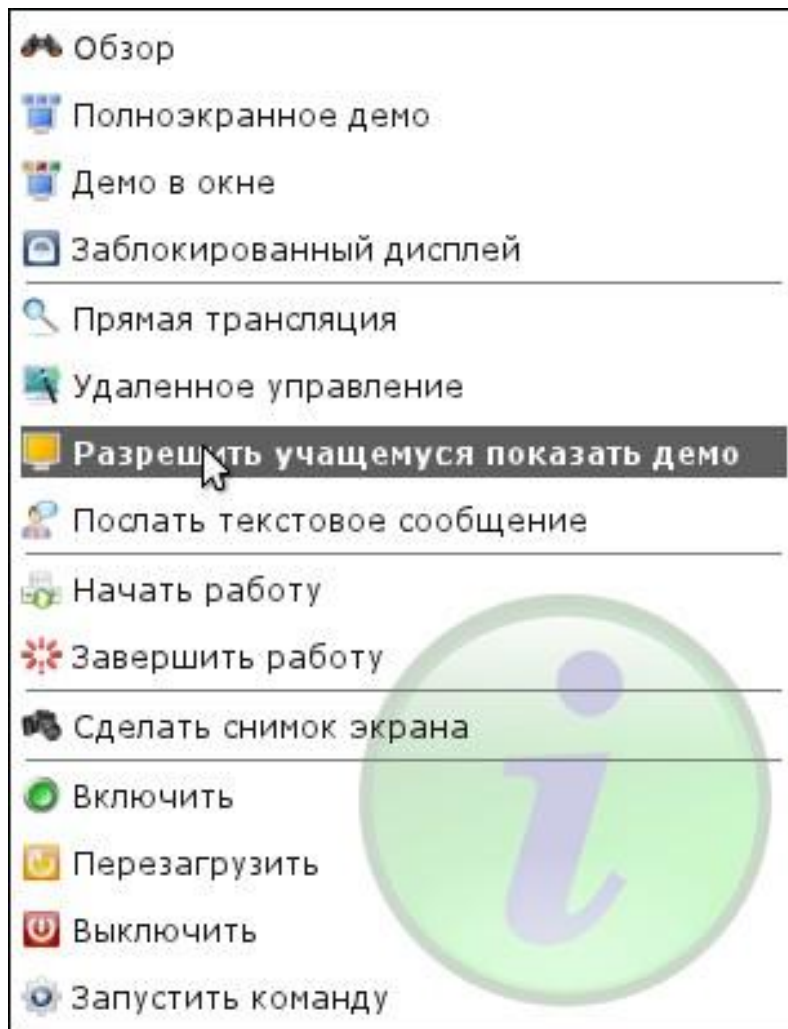 Обзор
Полноэкранное демо
Демо в окне
Заблокированный дисплей
Прямая трансляция
Удаленное управление
Разрешить учащемуся показать демо
Послать текстовое сообщение
Начать работу
Завершить работу
Сделать снимок экрана
Включить
Перезагрузить
Выключить
Запустить команду